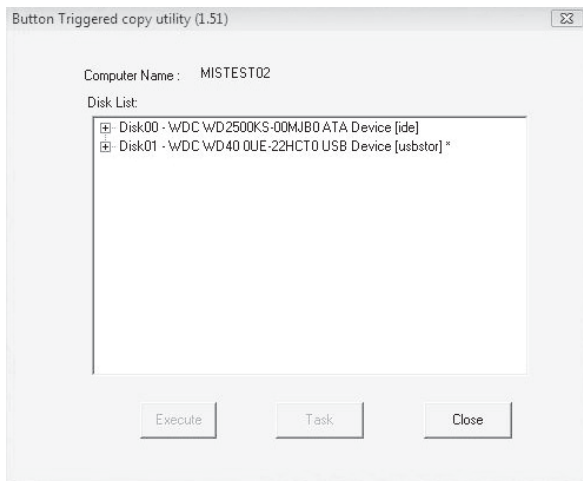 Button Triggered copy utility (1.51)
Computer Name : MISTEST02
Disk List:
Disk00 - WDC WD2500KS-00MJB0 ATA Device [ide]
Disk01 - WDC WD40 0UE-22HCT0 USB Device [usbstor] *
Execute Task Close